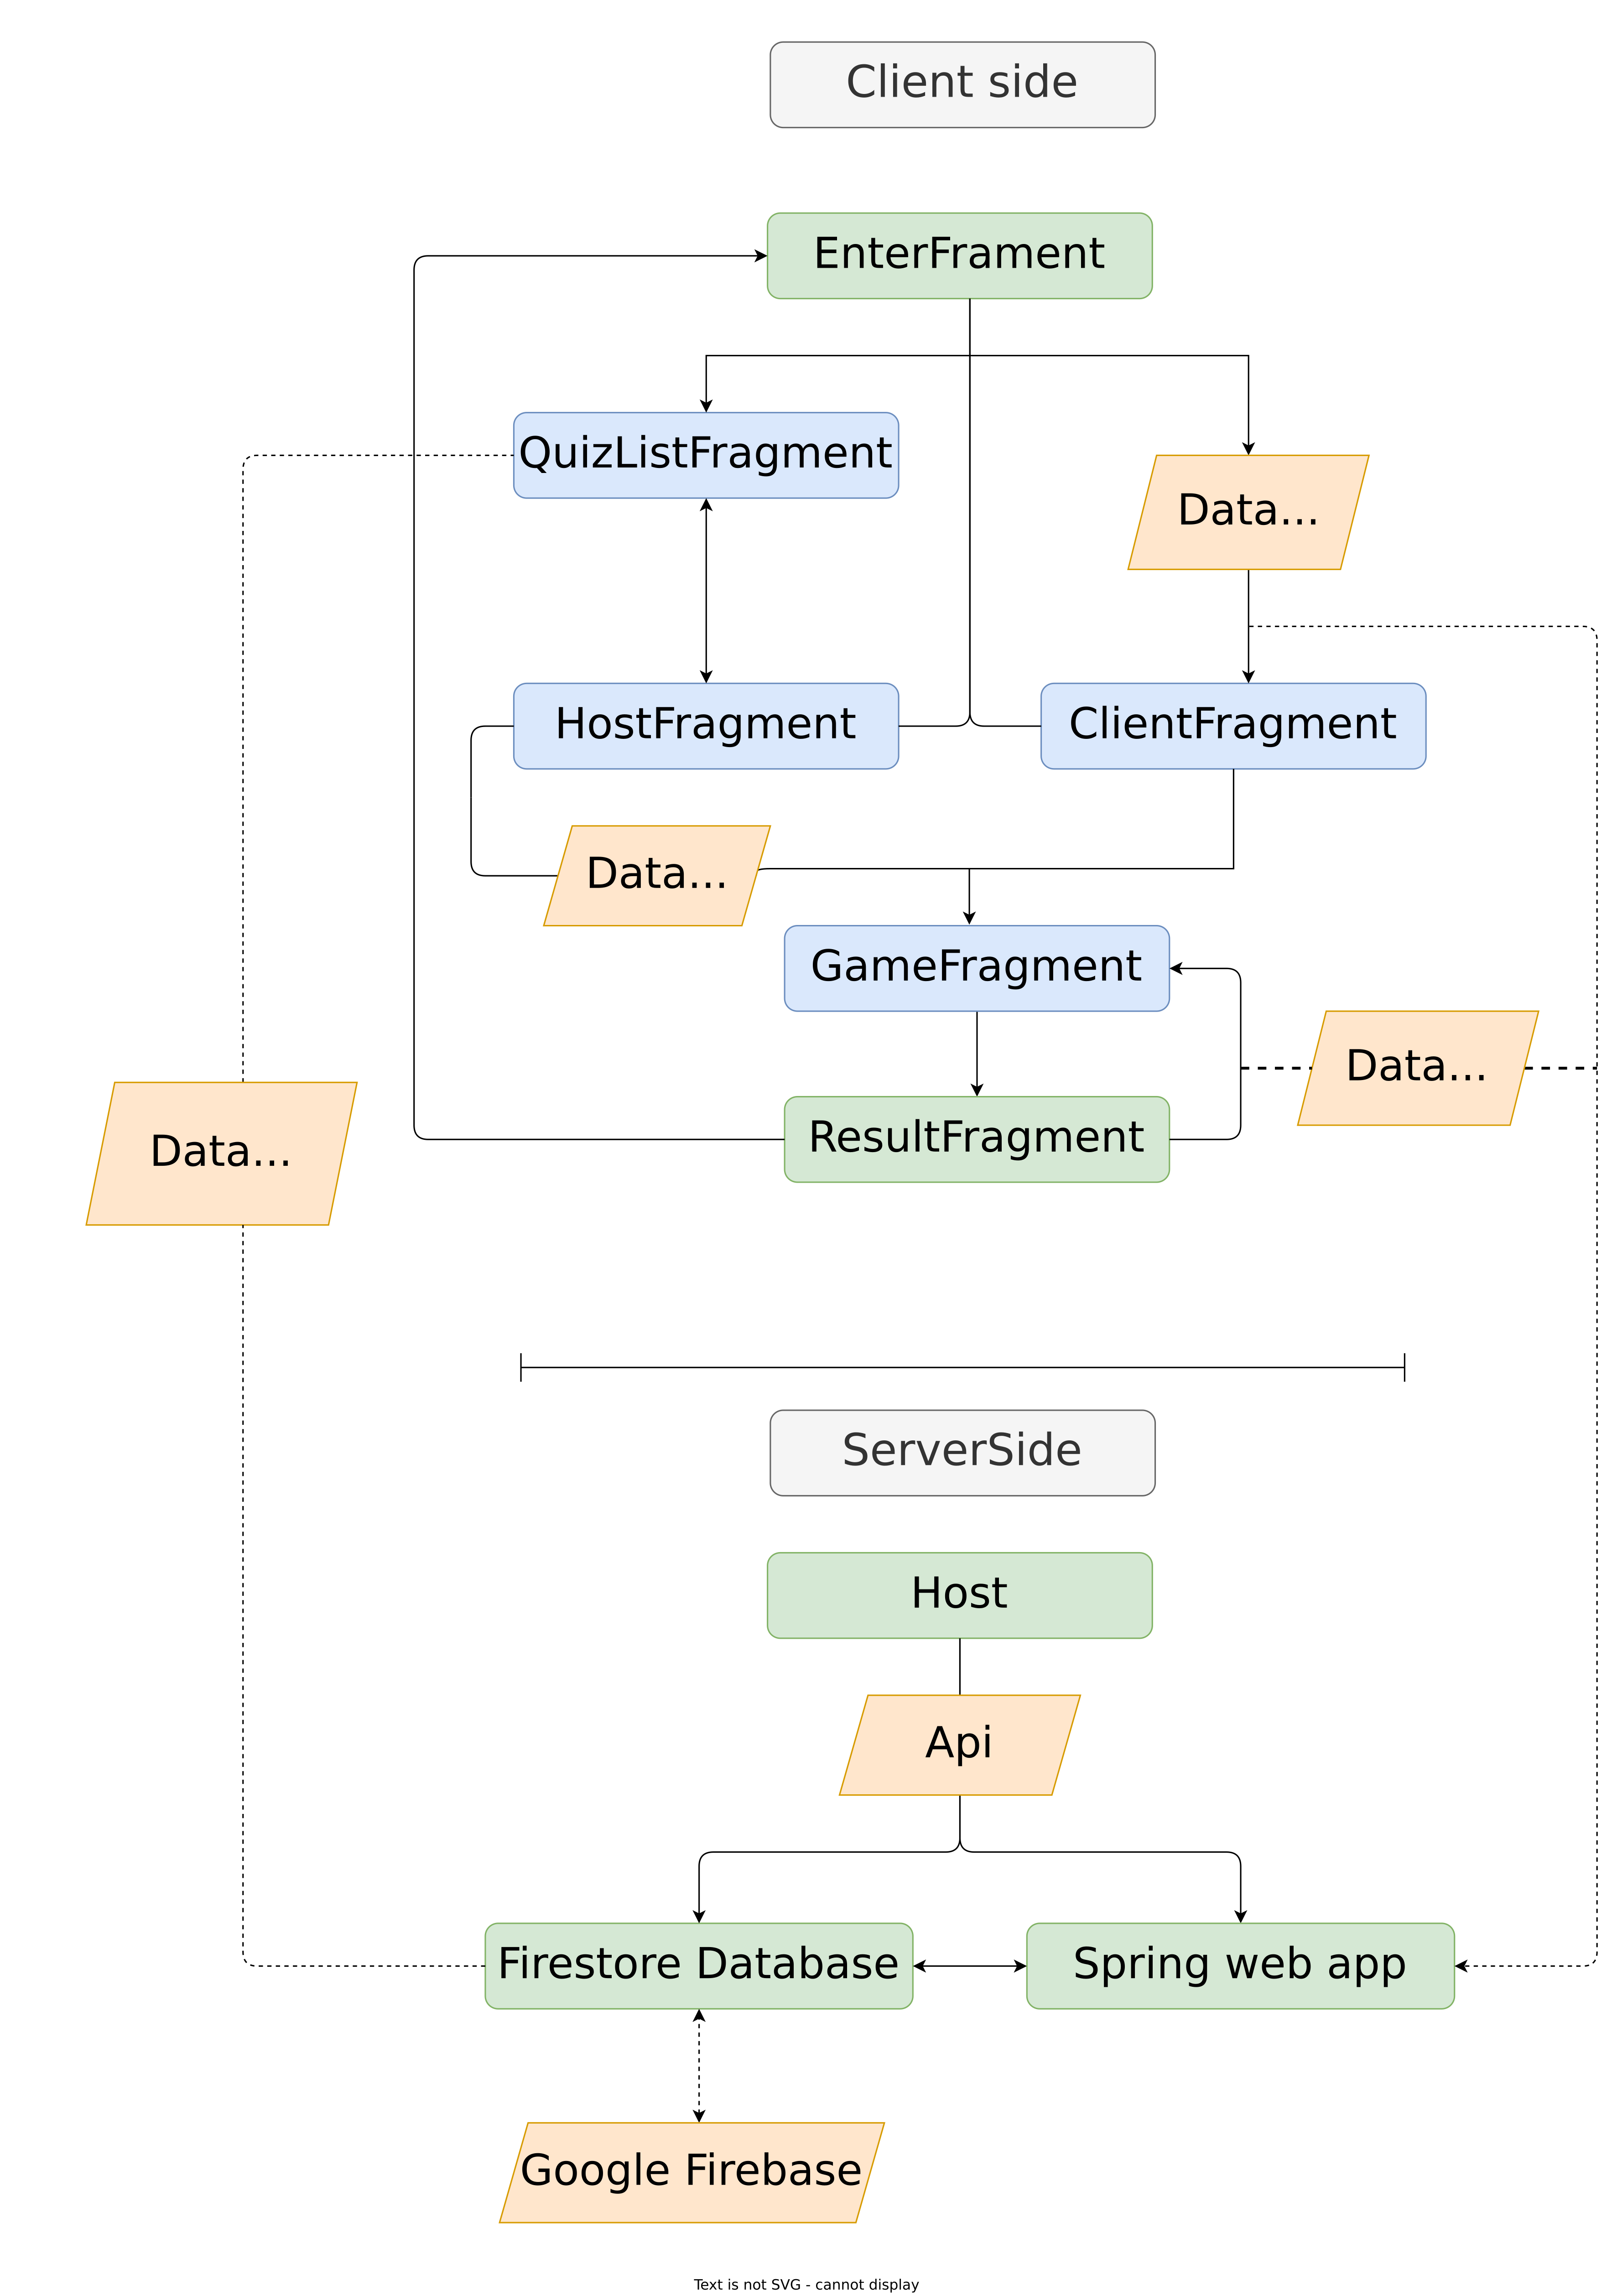 Client side
EnterFrament
QuizListFragment
Data...
HostFragment
ClientFragment
Data...
GameFragment
Data...
ResultFragment
Data...
ServerSide
Host
Api
Firestore Database
Spring web app
Google Firebase
Text is not SVG - cannot display